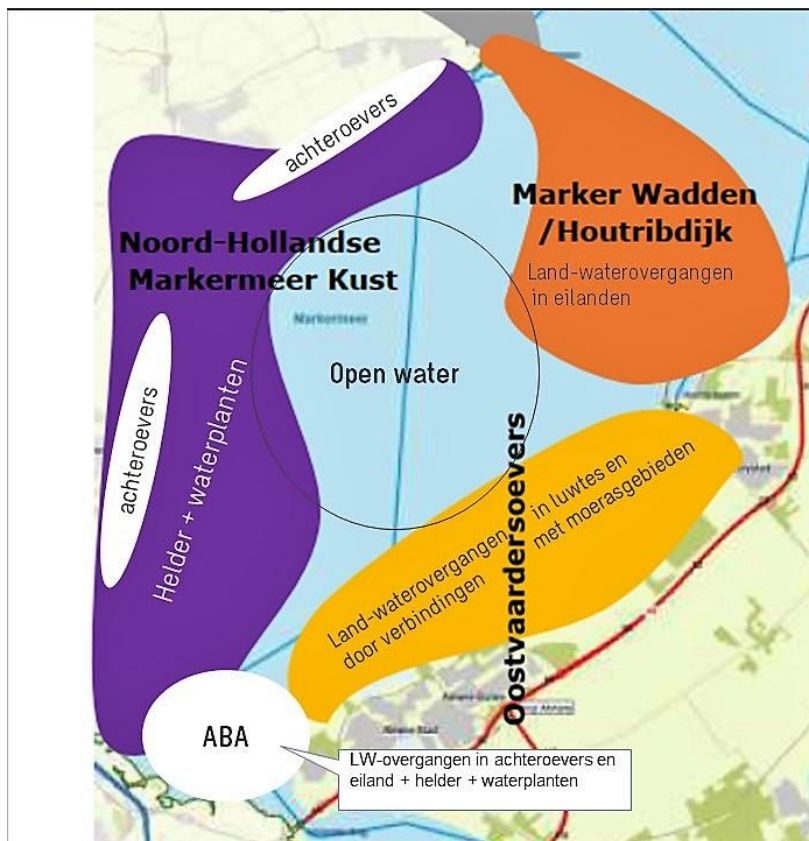 achteroevers
Marker Wadden
/Houtribdijk
Land-waterovergangen
in eilanden
Noord-Hollandse
Markermeer Kust
Markermeer
Open water
achteroevers
Helder + waterplanten
Oostvaardersoevers
Land-waterovergangen in luwtes en
door verbindingen met moerasgebieden
ABA
LW-overgangen in achteroevers en
eiland + helder + waterplanten